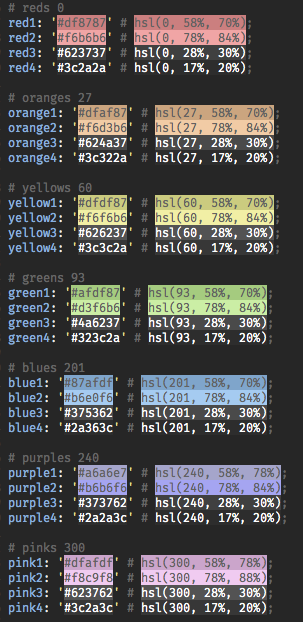 # reds 0
red1: '#df8787' # hsl(0, 58%, 70%);
red2: '#f6b6b6' # hsl(0, 78%, 84%);
red3: '#623737' # hsl(0, 28%, 30%);
red4: '#3c2a2a' # hsl(0, 17%, 20%);
# oranges 27
orange1: '#dfaf87' # hsl(27, 58%, 70%);
orange2: '#f6d3b6' # hsl(27, 78%, 84%);
orange3: '#624a37' # hsl(27, 28%, 30%);
orange4: '#3c322a' # hsl(27, 17%, 20%);
# yellows 60
yellow1: '#dfdf87' # hsl(60, 58%, 70%);
yellow2: '#f6f6b6' # hsl(60, 78%, 84%);
yellow3: '#626237' # hsl(60, 28%, 30%);
yellow4: '#3c3c2a' # hsl(60, 17%, 20%);
# greens 93
green1: '#afdf87' # hsl(93, 58%, 70%);
green2: '#d3f6b6' # hsl(93, 78%, 84%);
green3: '#4a6237' # hsl(93, 28%, 30%);
green4: '#323c2a' # hsl(93, 17%, 20%);
# blues 201
blue1: '#87afdf' # hsl(201, 58%, 70%);
blue2: '#b6e0f6' # hsl(201, 78%, 84%);
blue3: '#375362' # hsl(201, 28%, 30%);
blue4: '#2a363c' # hsl(201, 17%, 20%);
# purples 240
purple1: '#a6a6e7' # hsl(240, 58%, 78%);
purple2: '#b6b6f6' # hsl(240, 78%, 84%);
purple3: '#373762' # hsl(240, 28%, 30%);
purple4: '#2a2a3c' # hsl(240, 17%, 20%);
# pinks 300
pink1: '#dfafdf' # hsl(300, 58%, 78%);
pink2: '#f8c9f8' # hsl(300, 78%, 88%);
pink3: '#623762' # hsl(300, 28%, 30%);
pink4: '#3c2a3c' # hsl(300, 17%, 20%);